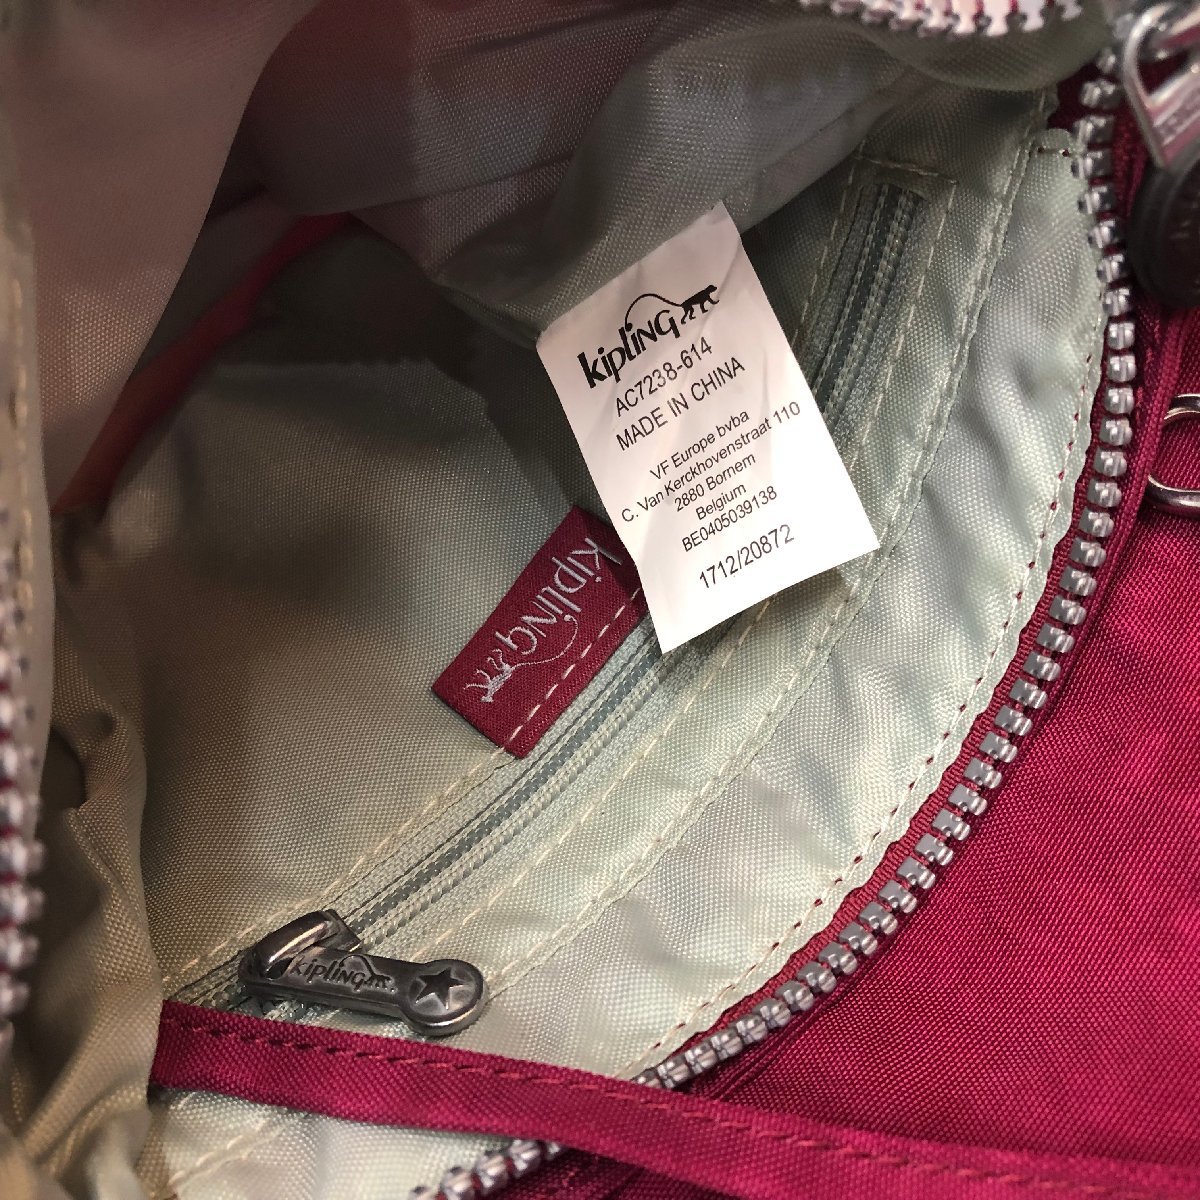 kipling
AC7238-614
MADE IN CHINA
VF Europe bvba
C. Van Kerckhovenstraat 110
2880 Bornem
Belgium
BE0405039138
1712/20872
kipling
kipling